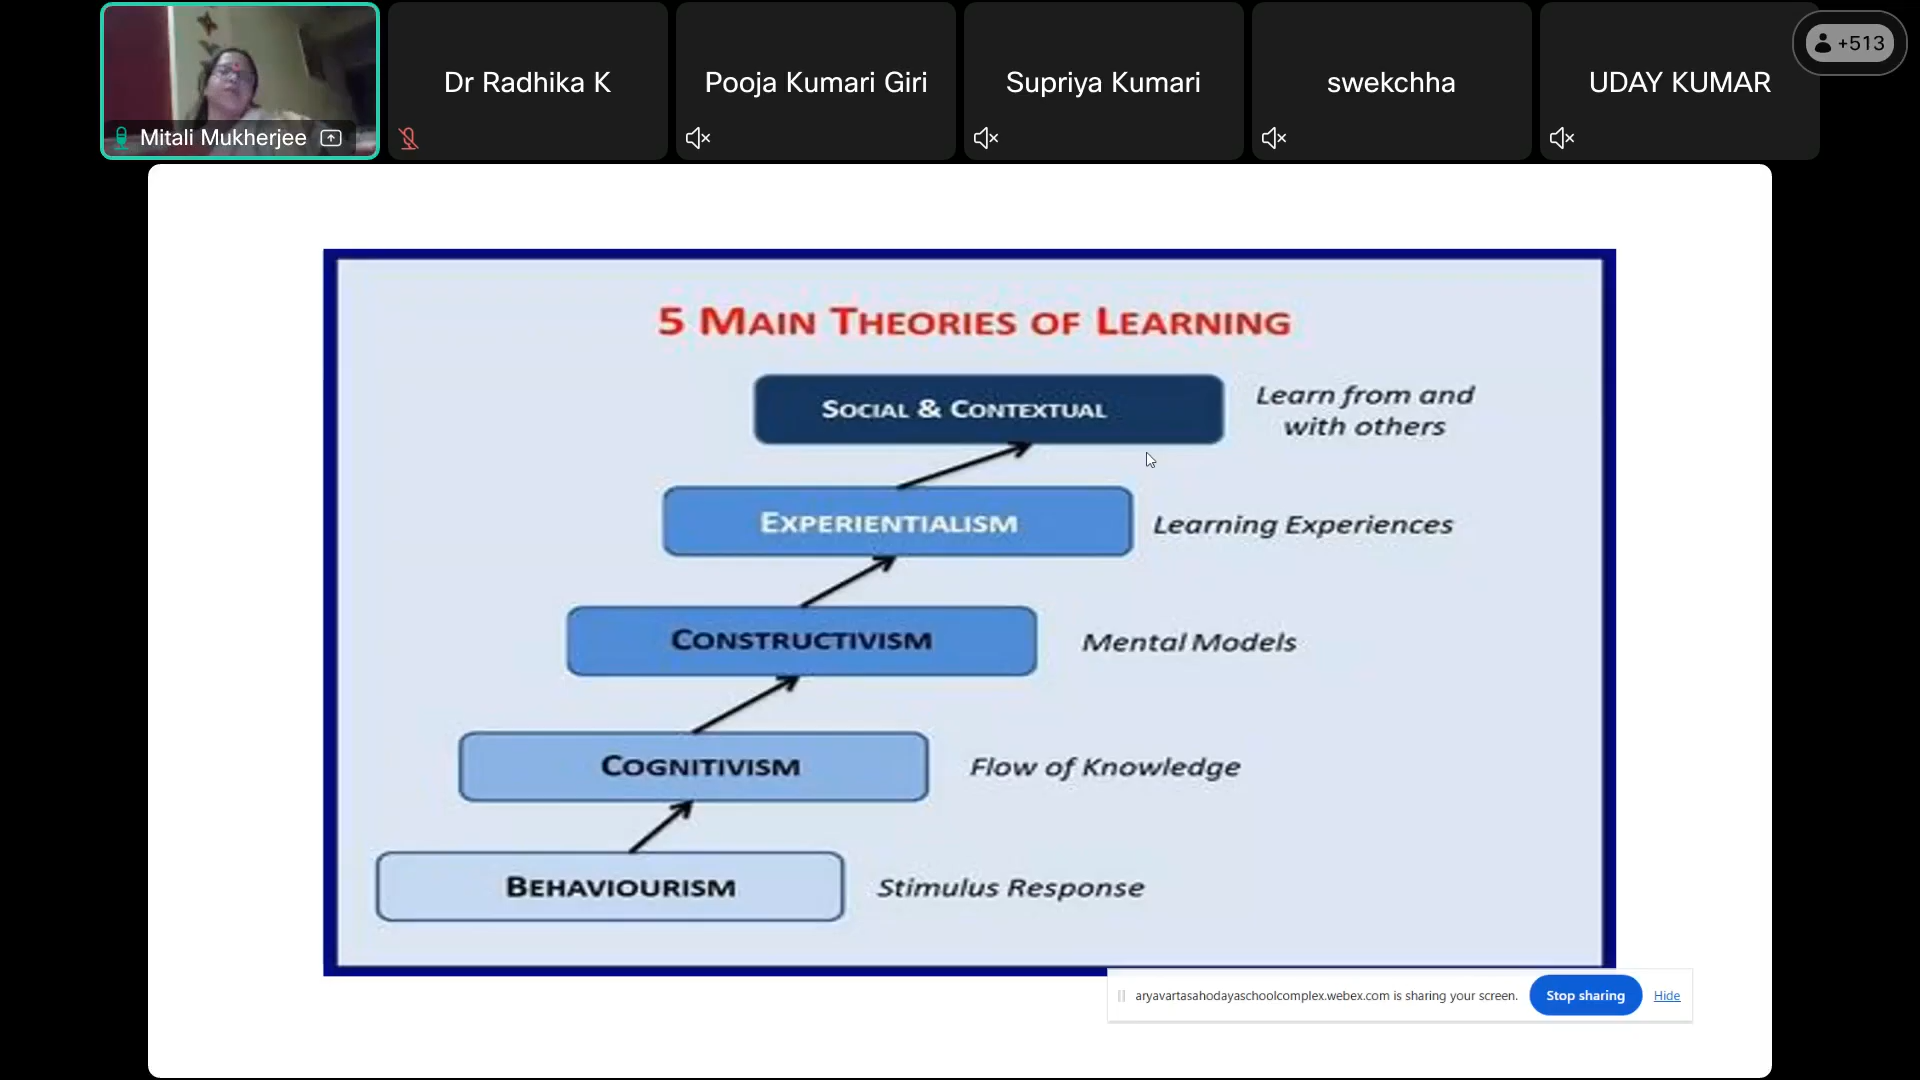 Mitali Mukherjee
Dr Radhika K
Pooja Kumari Giri
Supriya Kumari
swekchha
UDAY KUMAR
+513
5 MAIN THEORIES OF LEARNING
SOCIAL & CONTEXTUAL
Learn from and
with others
EXPERIENTIALISM
Learning Experiences
CONSTRUCTIVISM
Mental Models
COGNITIVISM
Flow of Knowledge
BEHAVIOURISM
Stimulus Response
aryavartasahodayaschoolcomplex.webex.com is sharing your screen.
Stop sharing
Hide